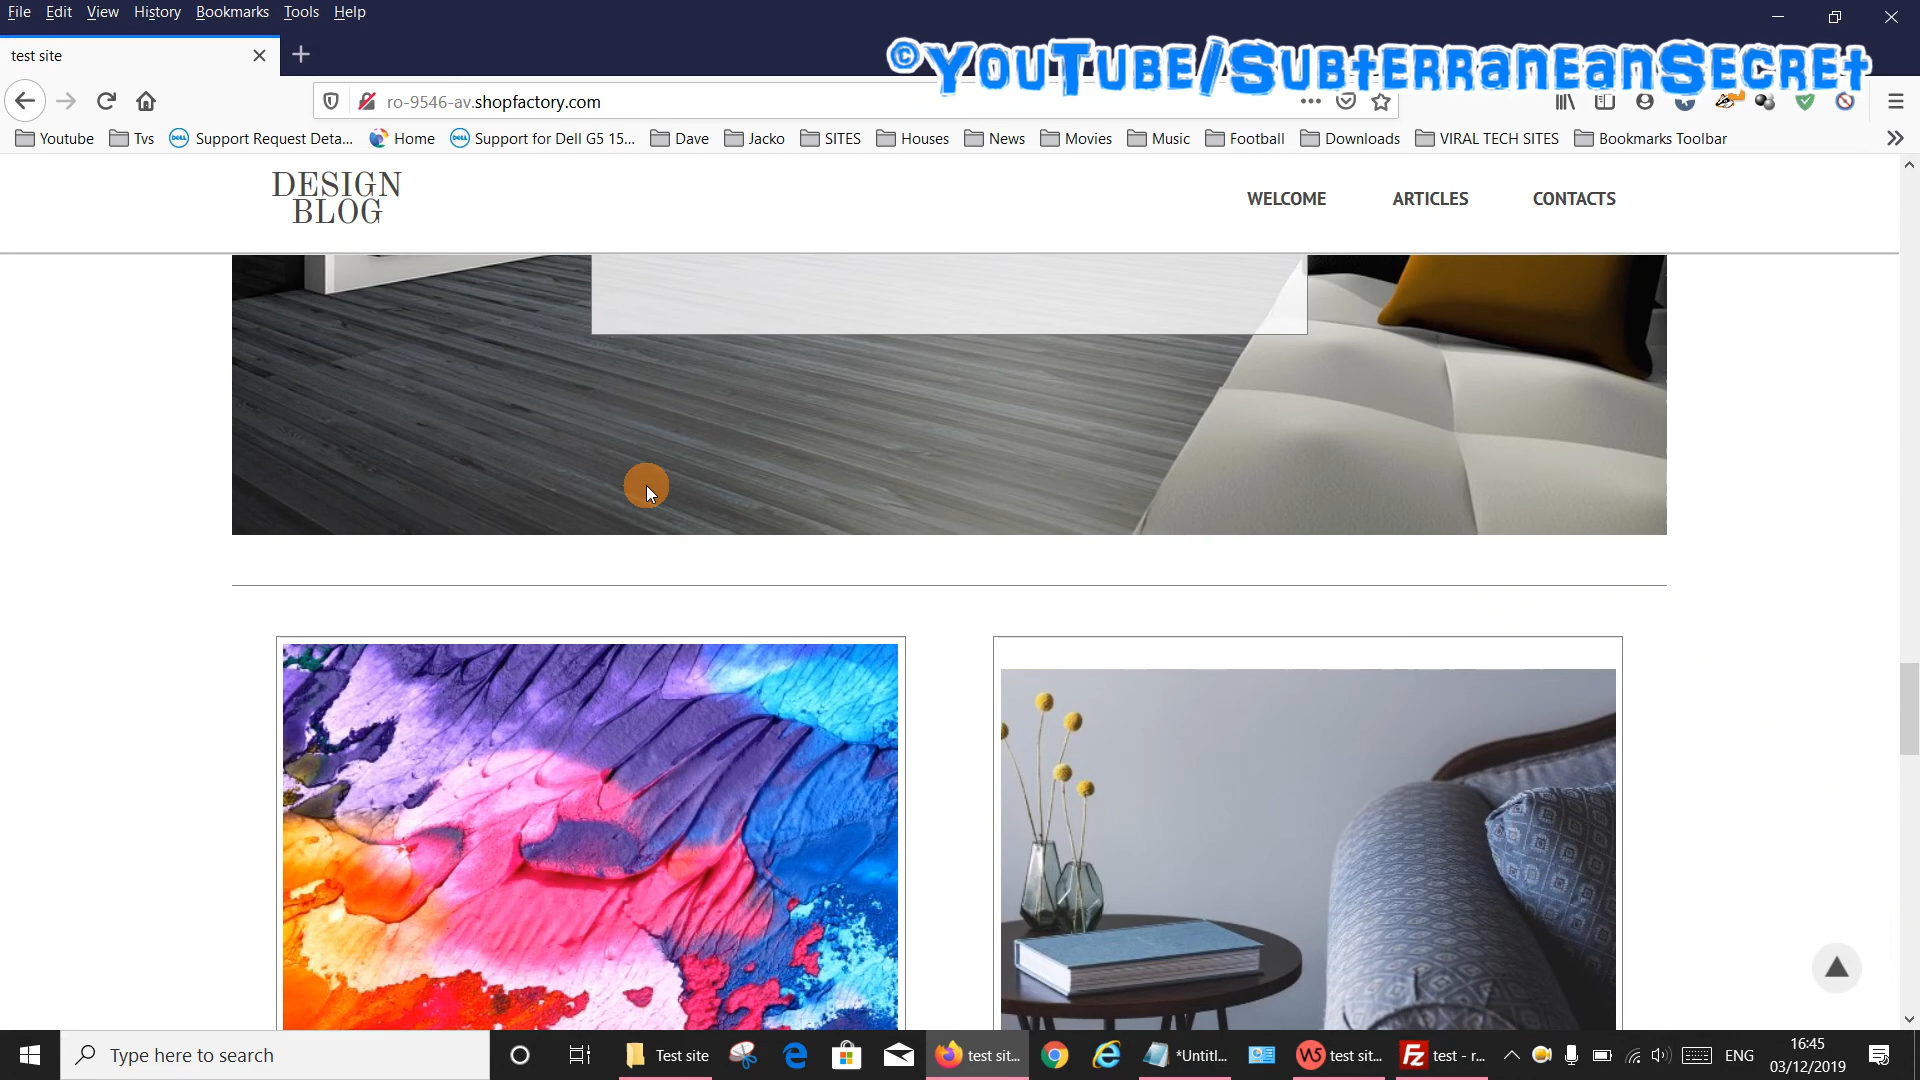 File Edit View History Bookmarks Tools Help
test site
©YouTube/SubterraneanSecret
ro-9546-av.shopfactory.com
Youtube Tvs Support Request Deta... Home Support for Dell G5 15... Dave Jacko SITES Houses News Movies Music Football Downloads VIRAL TECH SITES Bookmarks Toolbar
DESIGN
BLOG
WELCOME ARTICLES CONTACTS
Type here to search
Test site
test sit...
*Untitl...
test sit...
test - r...
ENG
16:45
03/12/2019